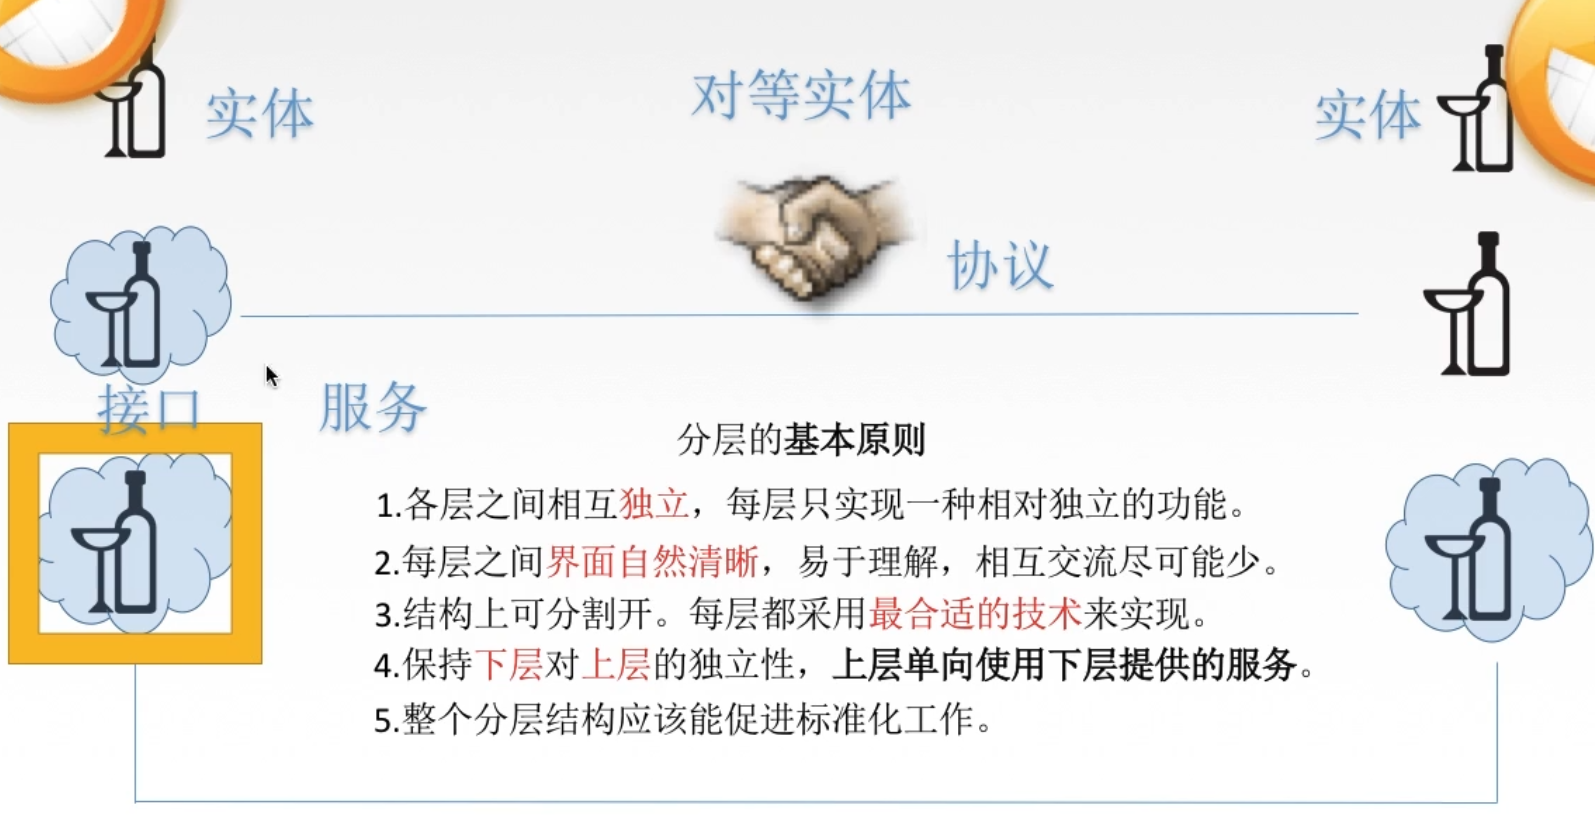 实体
对等实体
实体
协议
接口
服务
分层的基本原则
1.各层之间相互独立，每层只实现一种相对独立的功能。
2.每层之间界面自然清晰，易于理解，相互交流尽可能少。
3.结构上可分割开。每层都采用最合适的技术来实现。
4.保持下层对上层的独立性，上层单向使用下层提供的服务。
5.整个分层结构应该能促进标准化工作。